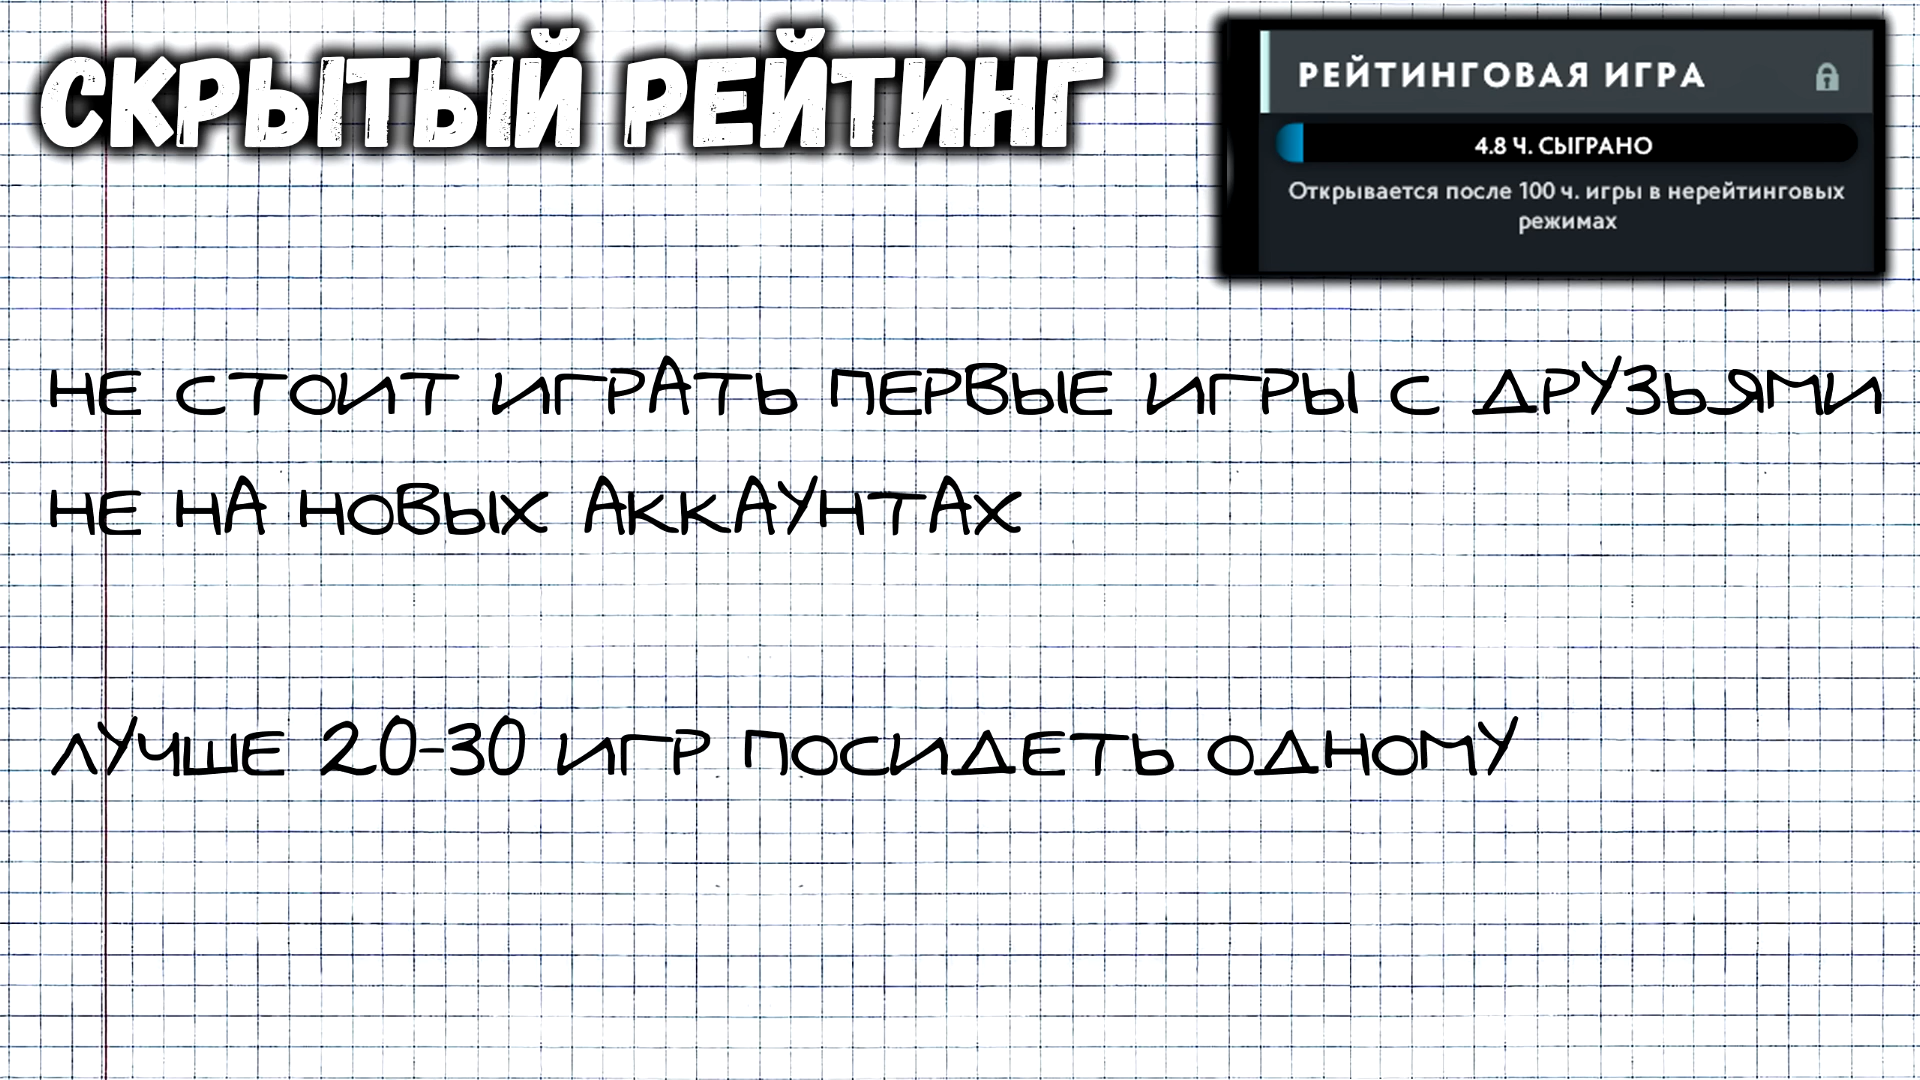 СКРЫТЫЙ РЕЙТИНГ
РЕЙТИНГОВАЯ ИГРА
4.8 Ч. СЫГРАНО
Открывается после 100 ч. игры в нерейтинговых
режимах
НЕ СТОИТ ИГРАТЬ ПЕРВЫЕ ИГРЫ С ДРУЗЬЯМИ
НЕ НА НОВЫХ АККАУНТАХ
ЛУЧШЕ 20-30 ИГР ПОСИДЕТЬ ОДНОМУ